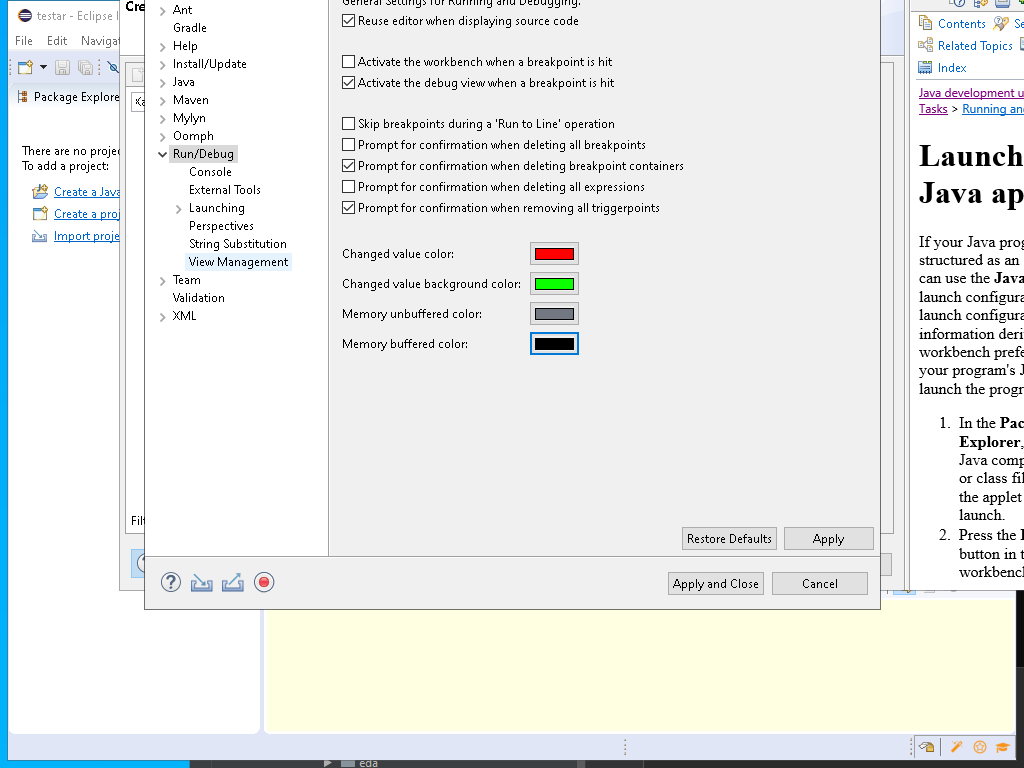 testar - Eclipse I
File Edit Navigat
Package Explore
There are no projec
To add a project:
Create a Java
Create a proj
Import proje
Cre
Filt
Ant
Gradle
Help
Install/Update
Java
Maven
Mylyn
Oomph
Run/Debug
Console
External Tools
Launching
Perspectives
String Substitution
View Management
Team
Validation
XML
General Settings for Running and Debugging.
Reuse editor when displaying source code
Activate the workbench when a breakpoint is hit
Activate the debug view when a breakpoint is hit
Skip breakpoints during a 'Run to Line' operation
Prompt for confirmation when deleting all breakpoints
Prompt for confirmation when deleting breakpoint containers
Prompt for confirmation when deleting all expressions
Prompt for confirmation when removing all triggerpoints
Changed value color:
Changed value background color:
Memory unbuffered color:
Memory buffered color:
Restore Defaults Apply
Apply and Close Cancel
Contents Se
Related Topics
Index
Java development u
Tasks > Running and
Launch
Java ap
If your Java prog
structured as an
can use the Java
launch configura
launch configura
information deri
workbench prefe
your program's J
launch the progr
1. In the Pac
Explorer,
Java comp
or class fil
the applet
launch.
2. Press the
button in t
workbench
eda